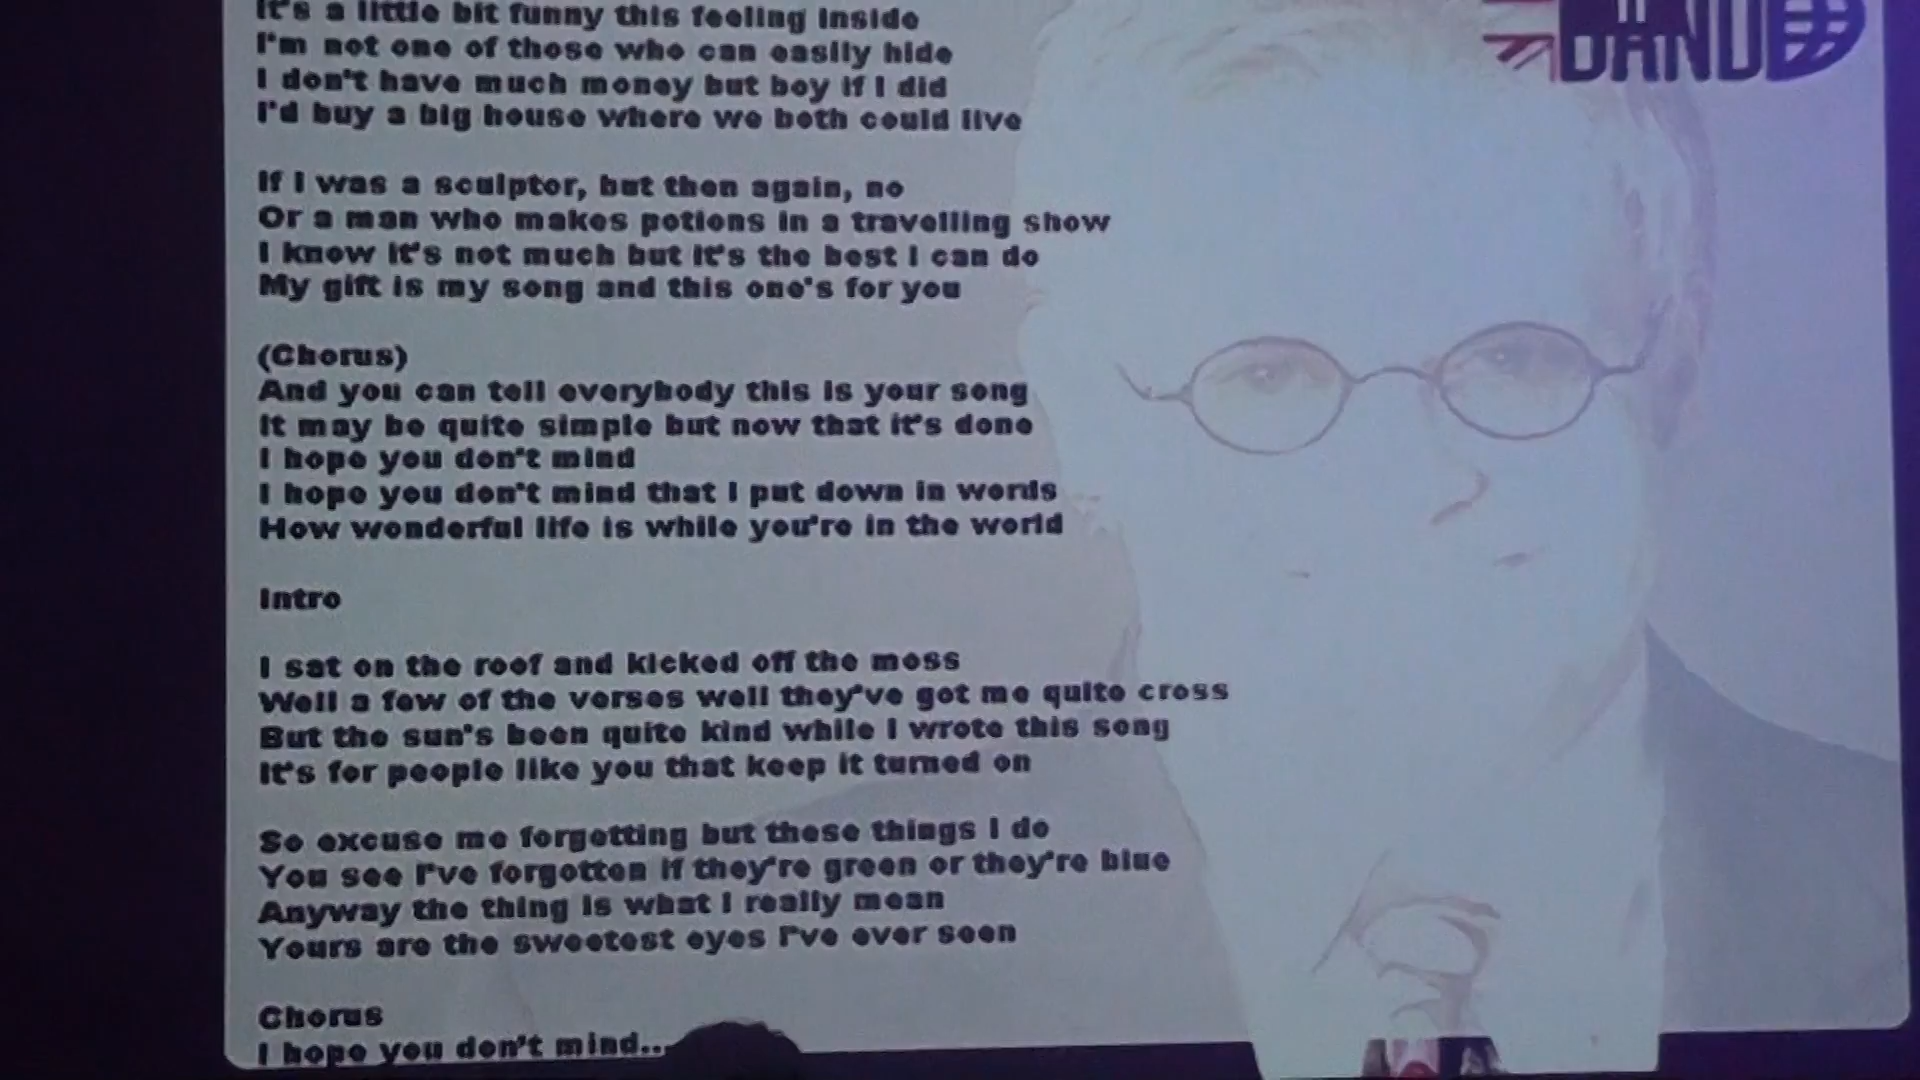 It's a little bit funny this feeling inside
I'm not one of those who can easily hide
I don't have much money but boy if I did
I'd buy a big house where we both could live
If I was a sculptor, but then again, no
Or a man who makes potions in a travelling show
I know it's not much but it's the best I can do
My gift is my song and this one's for you
(Chorus)
And you can tell everybody this is your song
It may be quite simple but now that it's done
I hope you don't mind
I hope you don't mind that I put down in words
How wonderful life is while you're in the world
Intro
I sat on the roof and kicked off the moss
Well a few of the verses well they've got me quite cross
But the sun's been quite kind while I wrote this song
It's for people like you that keep it turned on
So excuse me forgetting but these things I do
You see I've forgotten if they're green or they're blue
Anyway the thing is what I really mean
Yours are the sweetest eyes I've ever seen
Chorus
I hope you don't mind...